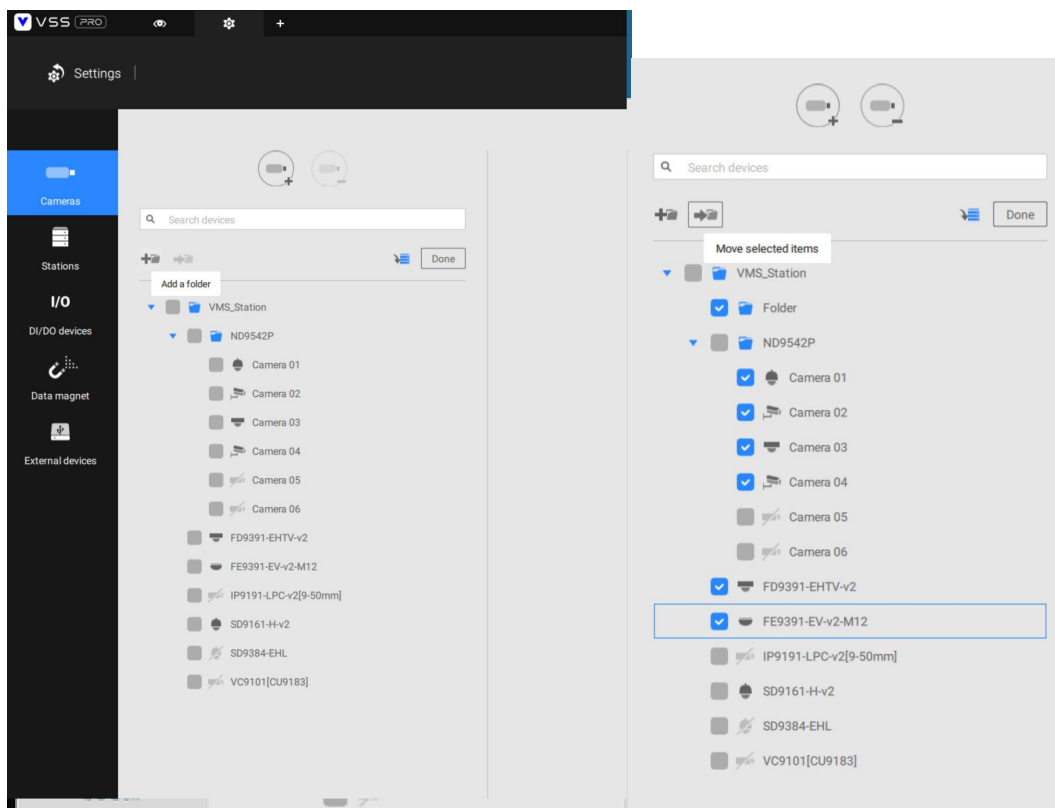 VSS PRO
Settings
Cameras
Stations
I/O
DI/DO devices
Data magnet
External devices
Search devices
Done
Add a folder
VMS_Station
ND9542P
Camera 01
Camera 02
Camera 03
Camera 04
Camera 05
Camera 06
FD9391-EHTV-v2
FE9391-EV-v2-M12
IP9191-LPC-v2[9-50mm]
SD9161-H-v2
SD9384-EHL
VC9101[CU9183]
Search devices
Done
Move selected items
VMS_Station
Folder
ND9542P
Camera 01
Camera 02
Camera 03
Camera 04
Camera 05
Camera 06
FD9391-EHTV-v2
FE9391-EV-v2-M12
IP9191-LPC-v2[9-50mm]
SD9161-H-v2
SD9384-EHL
VC9101[CU9183]